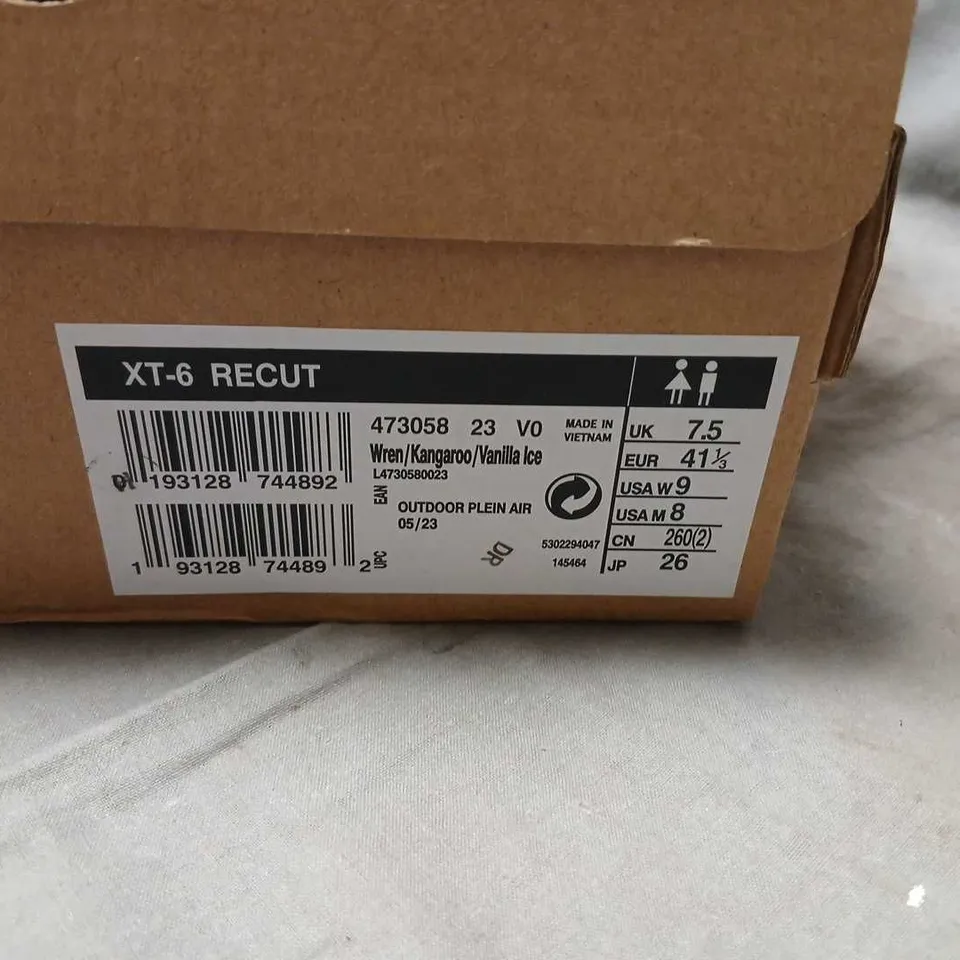 XT-6 RECUT
473058 23 V0
MADE IN
VIETNAM
Wren/Kangaroo/Vanilla Ice
L4730580023
193128 744892
EAN
OUTDOOR PLEIN AIR
05/23
1 93128 74489 2
UPC
DR
5302294047
145464
UK 7.5
EUR 41⅓
USA W 9
USA M 8
CN 260(2)
JP 26